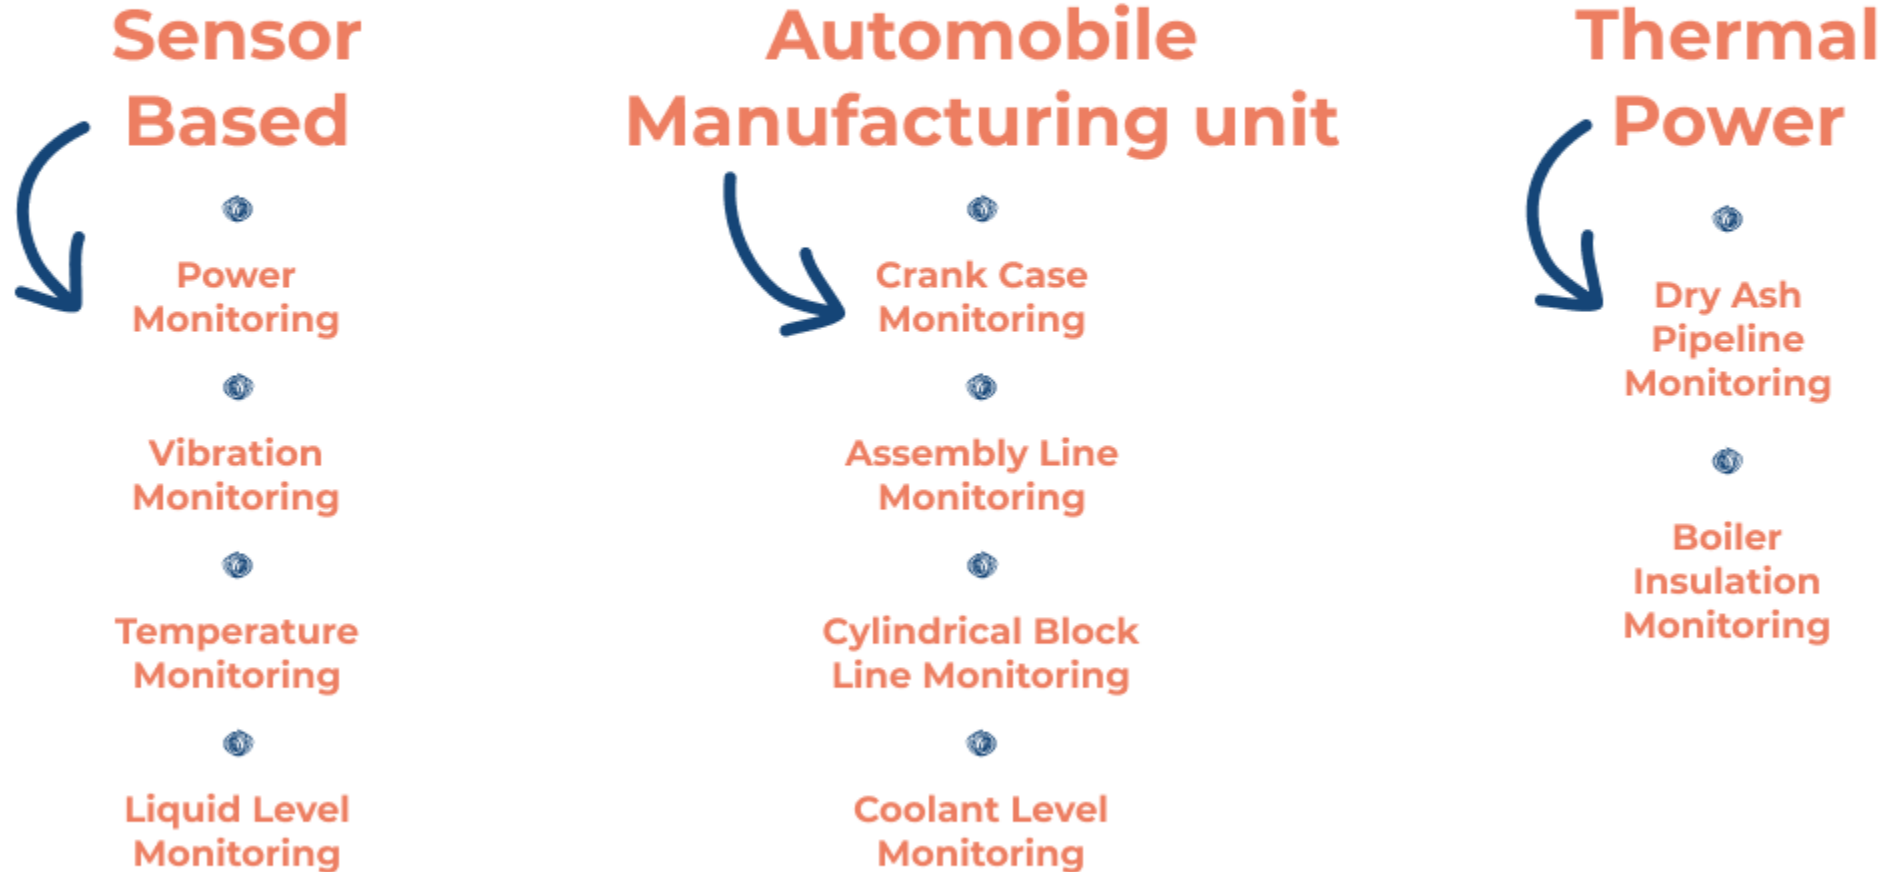 Sensor
Based
Power
Monitoring
Vibration
Monitoring
Temperature
Monitoring
Liquid Level
Monitoring
Automobile
Manufacturing unit
Crank Case
Monitoring
Assembly Line
Monitoring
Cylindrical Block
Line Monitoring
Coolant Level
Monitoring
Thermal
Power
Dry Ash
Pipeline
Monitoring
Boiler
Insulation
Monitoring